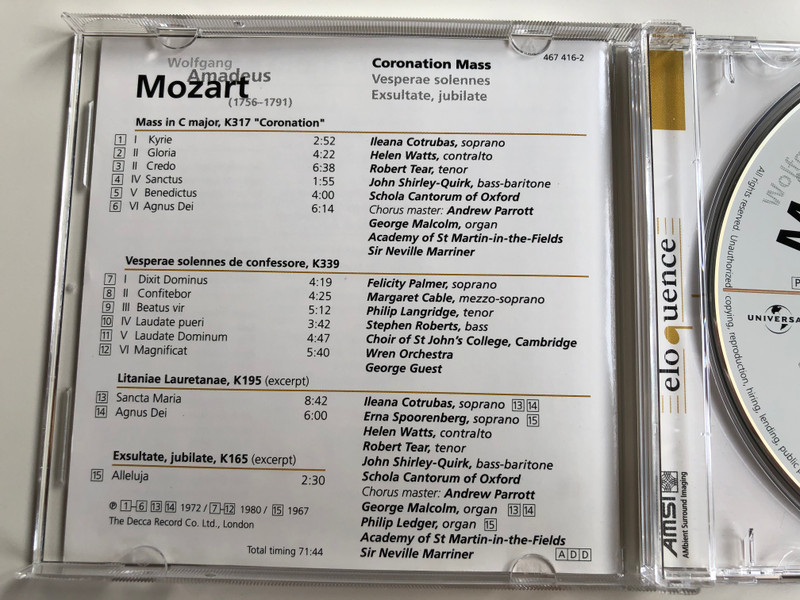 467 416-2
Wolfgang
Amadeus
Mozart
(1756–1791)
Coronation Mass
Vesperae solennes
Exsultate, jubilate
Mass in C major, K317 "Coronation"
1 I Kyrie 2:52
2 II Gloria 4:22
3 II Credo 6:38
4 IV Sanctus 1:55
5 V Benedictus 4:00
6 VI Agnus Dei 6:14
Ileana Cotrubas, soprano
Helen Watts, contralto
Robert Tear, tenor
John Shirley-Quirk, bass-baritone
Schola Cantorum of Oxford
Chorus master: Andrew Parrott
George Malcolm, organ
Academy of St Martin-in-the-Fields
Sir Neville Marriner
Vesperae solennes de confessore, K339
7 I Dixit Dominus 4:19
8 II Confitebor 4:25
9 III Beatus vir 5:12
10 IV Laudate pueri 3:42
11 V Laudate Dominum 4:47
12 VI Magnificat 5:40
Felicity Palmer, soprano
Margaret Cable, mezzo-soprano
Philip Langridge, tenor
Stephen Roberts, bass
Choir of St John's College, Cambridge
Wren Orchestra
George Guest
Litaniae Lauretanae, K195 (excerpt)
13 Sancta Maria 8:42
14 Agnus Dei 6:00
Exsultate, jubilate, K165 (excerpt)
15 Alleluja 2:30
Ileana Cotrubas, soprano 13 14
Erna Spoorenberg, soprano 15
Helen Watts, contralto
Robert Tear, tenor
John Shirley-Quirk, bass-baritone
Schola Cantorum of Oxford
Chorus master: Andrew Parrott
George Malcolm, organ 13 14
Philip Ledger, organ 15
Academy of St Martin-in-the-Fields
Sir Neville Marriner
℗ 1–6 13 14 1972 / 7–12 1980 / 15 1967
The Decca Record Co. Ltd., London
Total timing 71:44
ADD
eloquence
AMSI
AMbient Surround Imaging
Wolfg
M
UNIVERSA
All rights reserved. Unauthorized copying, reproduction, hiring, lending, public